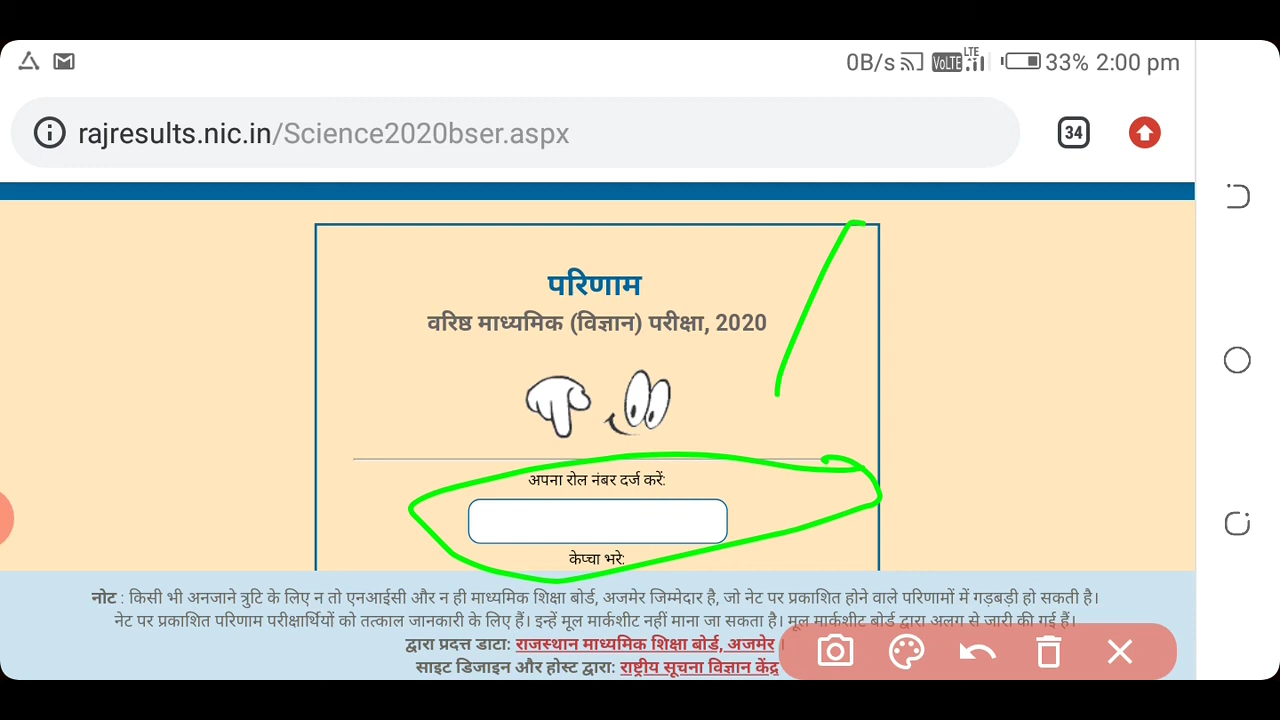 0B/s VoLTE LTE 33% 2:00 pm
rajresults.nic.in/Science2020bser.aspx 34
परिणाम
वरिष्ठ माध्यमिक (विज्ञान) परीक्षा, 2020
अपना रोल नंबर दर्ज करें:
केप्चा भरे:
नोट : किसी भी अनजाने त्रुटि के लिए न तो एनआईसी और न ही माध्यमिक शिक्षा बोर्ड, अजमेर जिम्मेदार है, जो नेट पर प्रकाशित होने वाले परिणामों में गड़बड़ी हो सकती है।
नेट पर प्रकाशित परिणाम परीक्षार्थियों को तत्काल जानकारी के लिए हैं। इन्हें मूल मार्कशीट नहीं माना जा सकता है। मूल मार्कशीट बोर्ड द्वारा अलग से जारी की गई हैं।
द्वारा प्रदत्त डाटा: राजस्थान माध्यमिक शिक्षा बोर्ड, अजमेर ।
साइट डिजाइन और होस्ट द्वारा: राष्ट्रीय सूचना विज्ञान केंद्र